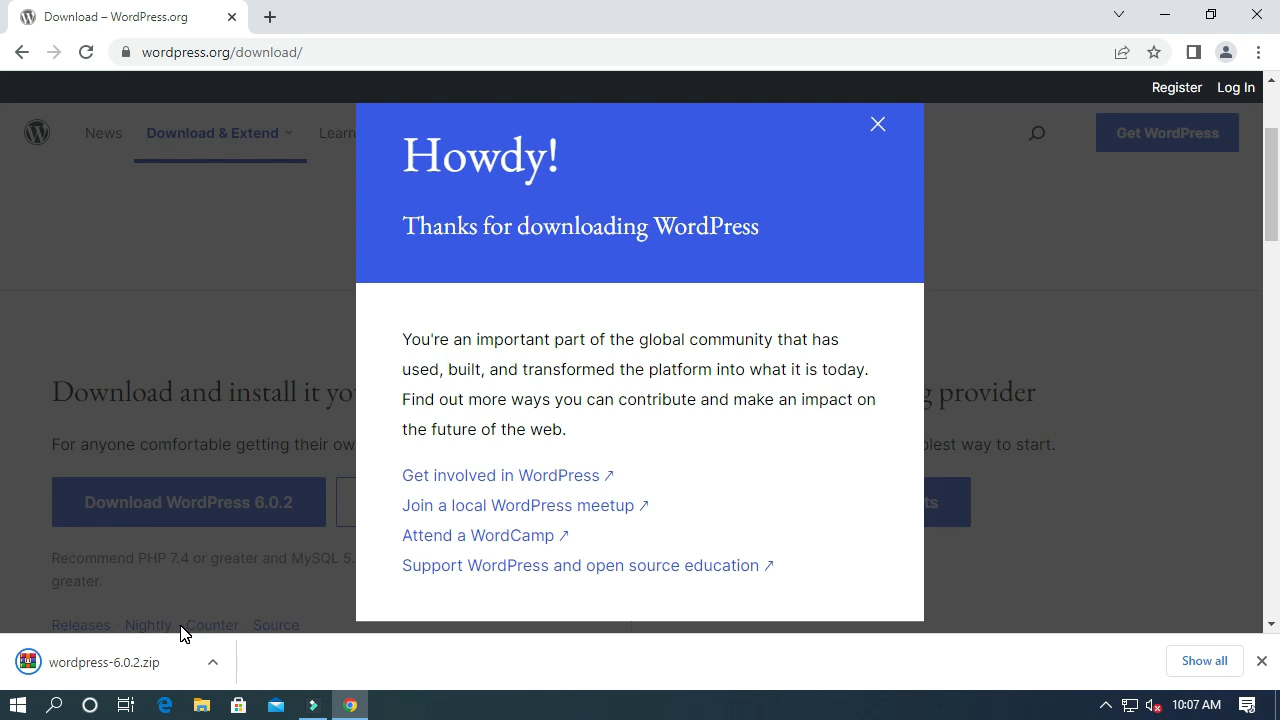 Download – WordPress.org
wordpress.org/download/
Register Log In
News Download & Extend Learn Get WordPress
Howdy!
Thanks for downloading WordPress
You're an important part of the global community that has
used, built, and transformed the platform into what it is today.
Find out more ways you can contribute and make an impact on
the future of the web.
Get involved in WordPress ↗
Join a local WordPress meetup ↗
Attend a WordCamp ↗
Support WordPress and open source education ↗
Download and install it yo
g provider
For anyone comfortable getting their ow
plest way to start.
Download WordPress 6.0.2
ts
Recommend PHP 7.4 or greater and MySQL 5.
greater.
Releases Nightly Counter Source
wordpress-6.0.2.zip
Show all
10:07 AM